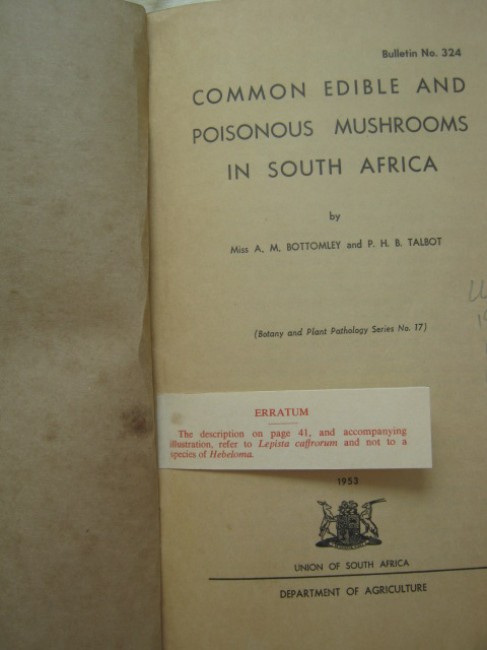 Bulletin No. 324
COMMON EDIBLE AND
POISONOUS MUSHROOMS
IN SOUTH AFRICA
by
Miss A. M. BOTTOMLEY and P. H. B. TALBOT
(Botany and Plant Pathology Series No. 17)
ERRATUM
The description on page 41, and accompanying
illustration, refer to Lepista caffrorum and not to a
species of Hebeloma.
1953
UNION OF SOUTH AFRICA
DEPARTMENT OF AGRICULTURE